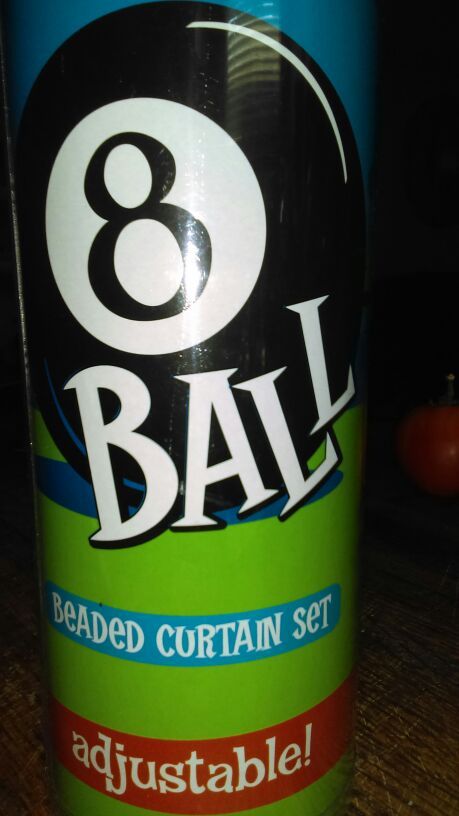 8
BALL
BEADED CURTAIN SET
adjustable!